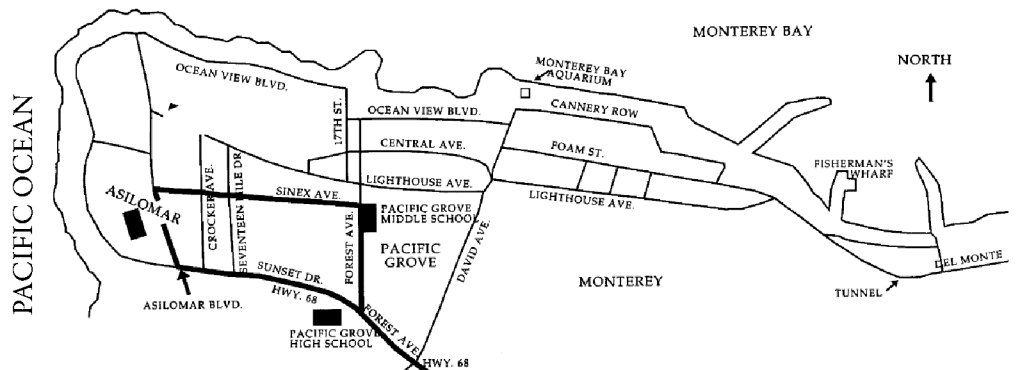 MONTEREY BAY
NORTH
MONTEREY BAY
AQUARIUM
OCEAN VIEW BLVD.
17TH ST.
OCEAN VIEW BLVD.
CANNERY ROW
CENTRAL AVE.
FOAM ST.
PACIFIC OCEAN
FISHERMAN'S
WHARF
LIGHTHOUSE AVE.
LIGHTHOUSE AVE.
SINEX AVE.
ASILOMAR
CROCKER AVE.
SEVENTEEN MILE DR.
FOREST AVE.
PACIFIC GROVE
MIDDLE SCHOOL
PACIFIC
GROVE
DAVID AVE.
MONTEREY
DEL MONTE
TUNNEL
SUNSET DR.
HWY. 68
ASILOMAR BLVD.
FOREST AVE.
PACIFIC GROVE
HIGH SCHOOL
HWY. 68